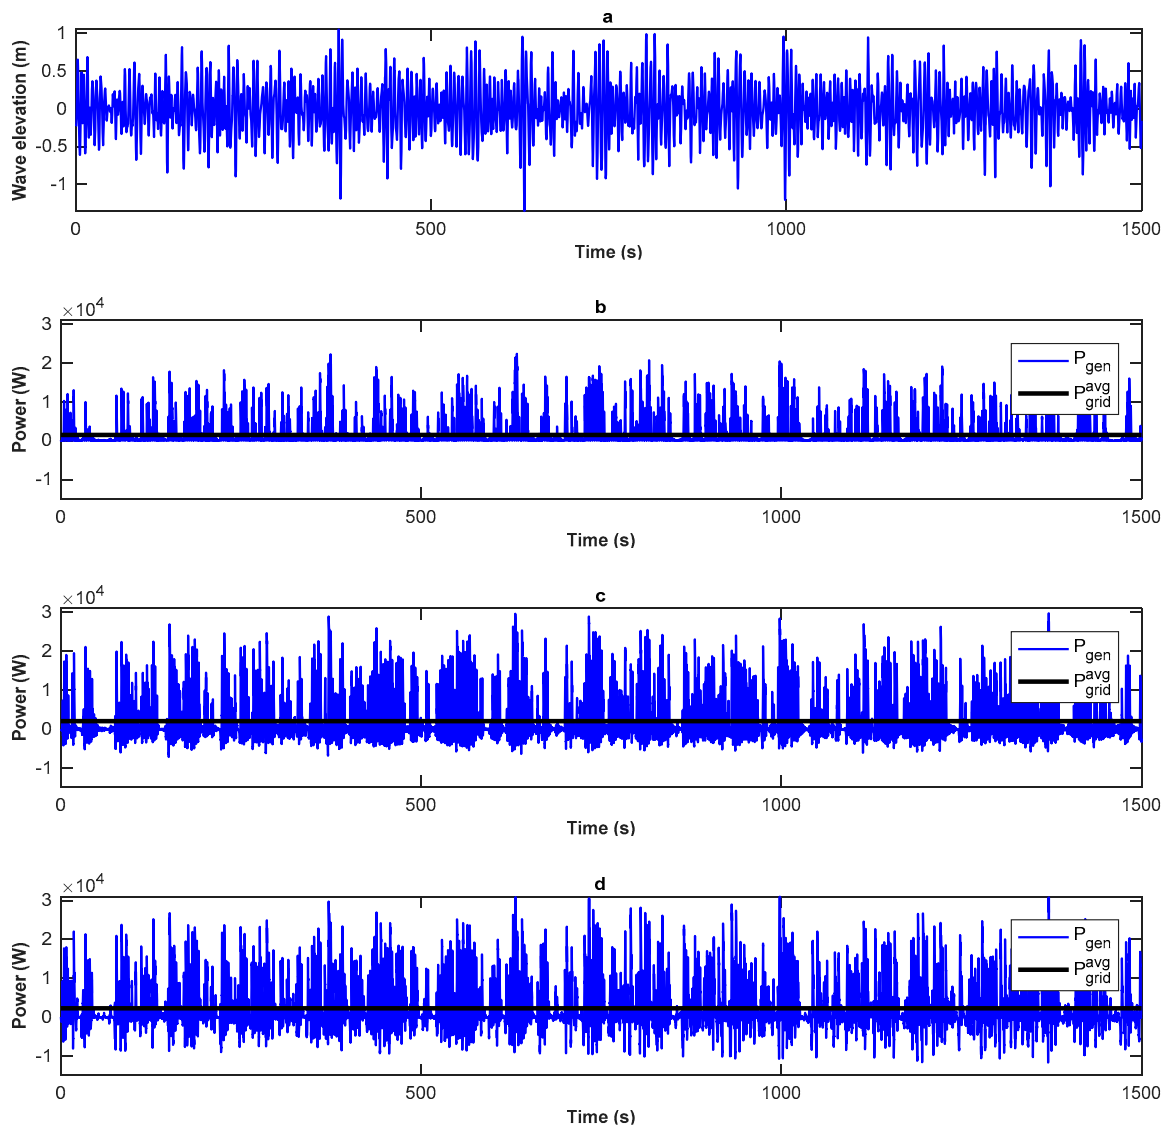 a
1
0.5
0
-0.5
-1
Wave elevation (m)
0 500 1000 1500
Time (s)
×10^4
b
3
2
1
0
-1
Power (W)
P_gen
P_grid^avg
0 500 1000 1500
Time (s)
×10^4
c
3
2
1
0
-1
Power (W)
P_gen
P_grid^avg
0 500 1000 1500
Time (s)
×10^4
d
3
2
1
0
-1
Power (W)
P_gen
P_grid^avg
0 500 1000 1500
Time (s)